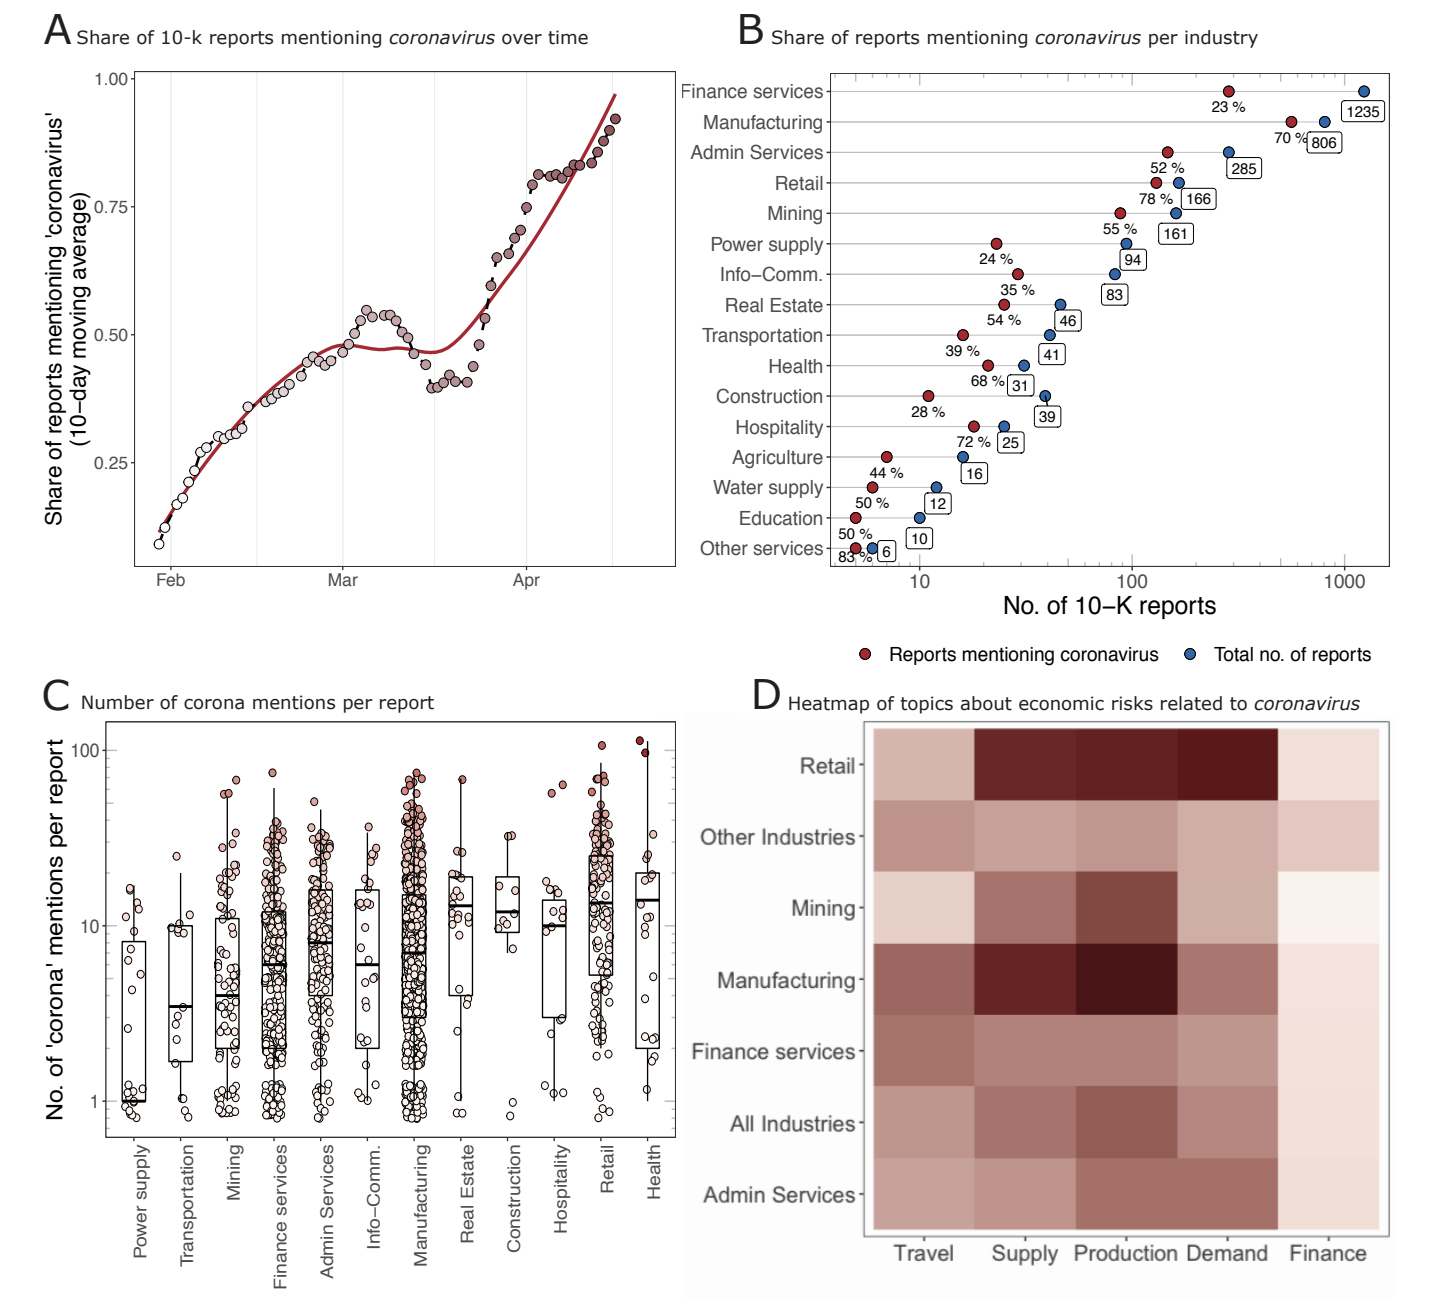 A Share of 10-k reports mentioning coronavirus over time
1.00
0.75
0.50
0.25
Share of reports mentioning 'coronavirus'
(10−day moving average)
Feb
Mar
Apr
B Share of reports mentioning coronavirus per industry
Finance services
23 %
1235
Manufacturing
70 %
806
Admin Services
52 %
285
Retail
78 %
166
Mining
55 %
161
Power supply
24 %
94
Info−Comm.
35 %
83
Real Estate
54 %
46
Transportation
39 %
41
Health
68 %
31
Construction
28 %
39
Hospitality
72 %
25
Agriculture
44 %
16
Water supply
50 %
12
Education
50 %
10
Other services
83 %
6
10
100
1000
No. of 10−K reports
Reports mentioning coronavirus
Total no. of reports
C Number of corona mentions per report
No. of 'corona' mentions per report
100
10
1
Power supply
Transportation
Mining
Finance services
Admin Services
Info−Comm.
Manufacturing
Real Estate
Construction
Hospitality
Retail
Health
D Heatmap of topics about economic risks related to coronavirus
Retail
Other Industries
Mining
Manufacturing
Finance services
All Industries
Admin Services
Travel
Supply
Production
Demand
Finance